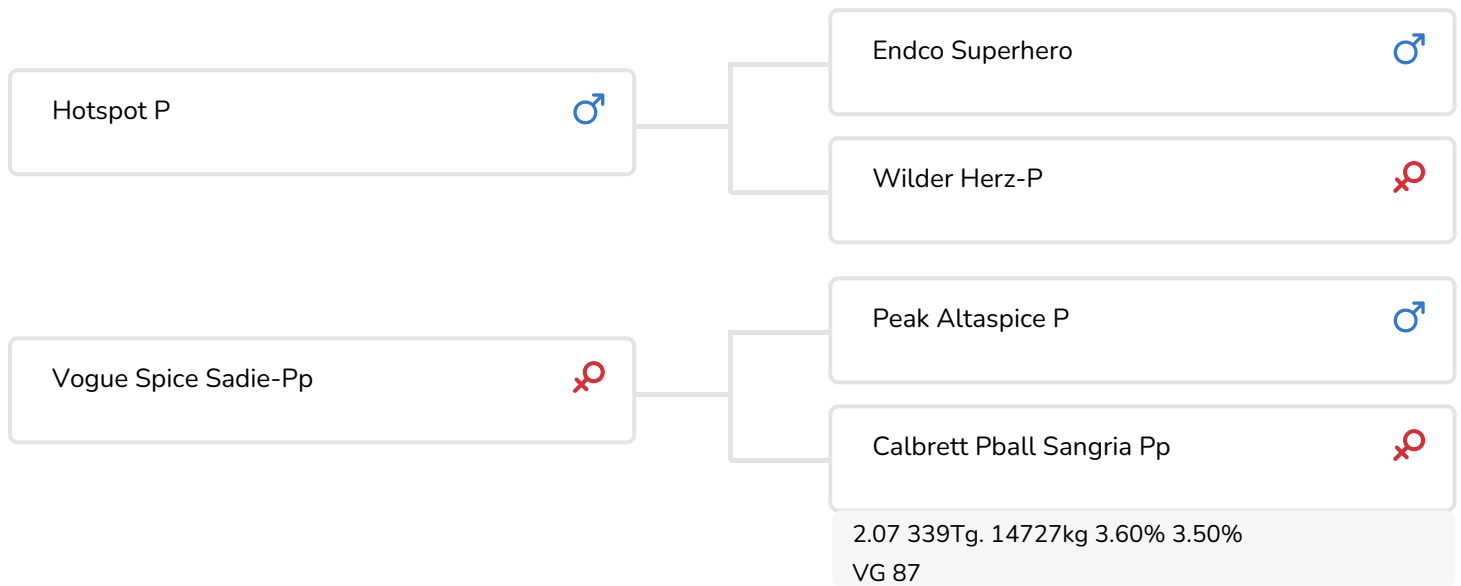 Hotspot P
Vogue Spice Sadie-Pp
Endco Superhero
Wilder Herz-P
Peak Altaspice P
Calbrett Pball Sangria Pp
2.07 339Tg. 14727kg 3.60% 3.50%
VG 87